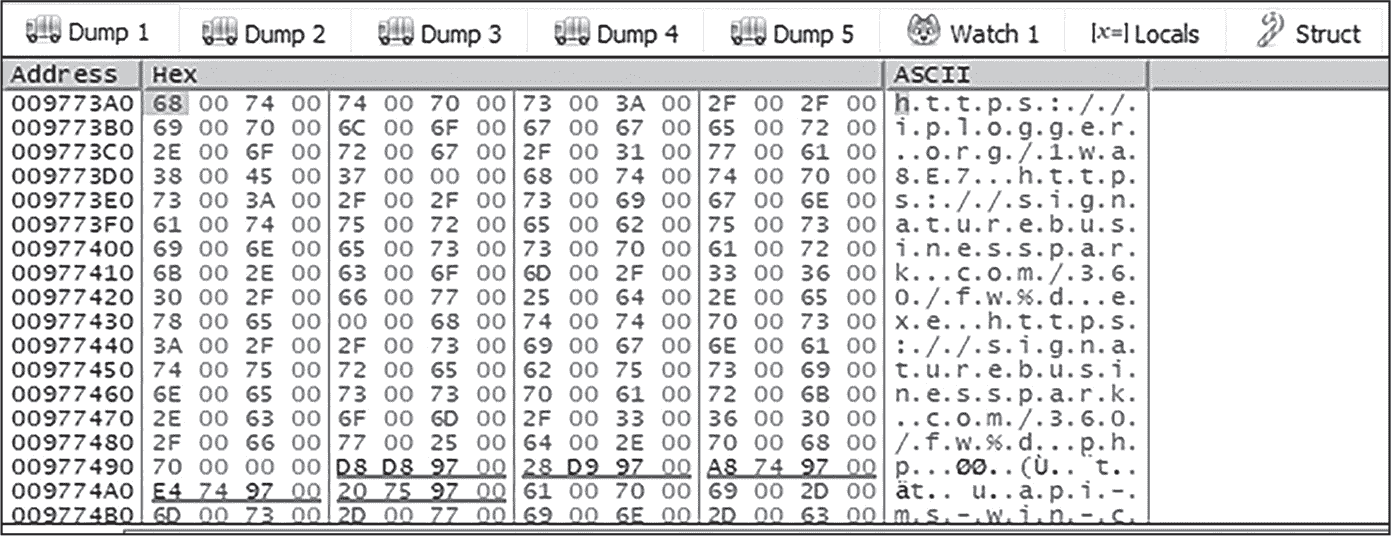 Dump 1 Dump 2 Dump 3 Dump 4 Dump 5 Watch 1 [x=] Locals Struct
Address Hex ASCII
009773A0 68 00 74 00 74 00 70 00 73 00 3A 00 2F 00 2F 00 h.t.t.p.s.:././.
009773B0 69 00 70 00 6C 00 6F 00 67 00 67 00 65 00 72 00 i.p.l.o.g.g.e.r.
009773C0 2E 00 6F 00 72 00 67 00 2F 00 31 00 77 00 61 00 ..o.r.g./.1.w.a.
009773D0 38 00 45 00 37 00 00 00 68 00 74 00 74 00 70 00 8.E.7...h.t.t.p.
009773E0 73 00 3A 00 2F 00 2F 00 73 00 69 00 67 00 6E 00 s.:././.s.i.g.n.
009773F0 61 00 74 00 75 00 72 00 65 00 62 00 75 00 73 00 a.t.u.r.e.b.u.s.
00977400 69 00 6E 00 65 00 73 00 73 00 70 00 61 00 72 00 i.n.e.s.s.p.a.r.
00977410 6B 00 2E 00 63 00 6F 00 6D 00 2F 00 33 00 36 00 k...c.o.m./.3.6.
00977420 30 00 2F 00 66 00 77 00 25 00 64 00 2E 00 65 00 0./.f.w.%.d...e.
00977430 78 00 65 00 00 00 68 00 74 00 74 00 70 00 73 00 x.e...h.t.t.p.s.
00977440 3A 00 2F 00 2F 00 73 00 69 00 67 00 6E 00 61 00 :././.s.i.g.n.a.
00977450 74 00 75 00 72 00 65 00 62 00 75 00 73 00 69 00 t.u.r.e.b.u.s.i.
00977460 6E 00 65 00 73 00 73 00 70 00 61 00 72 00 6B 00 n.e.s.s.p.a.r.k.
00977470 2E 00 63 00 6F 00 6D 00 2F 00 33 00 36 00 30 00 ..c.o.m./.3.6.0.
00977480 2F 00 66 00 77 00 25 00 64 00 2E 00 70 00 68 00 /.f.w.%.d...p.h.
00977490 70 00 00 00 D8 D8 97 00 28 D9 97 00 A8 74 97 00 p...ØØ..(Ù..¨t..
009774A0 E4 74 97 00 20 75 97 00 61 00 70 00 69 00 2D 00 ät.. u..a.p.i.-.
009774B0 6D 00 73 00 2D 00 77 00 69 00 6E 00 2D 00 63 00 m.s.-.w.i.n.-.c.